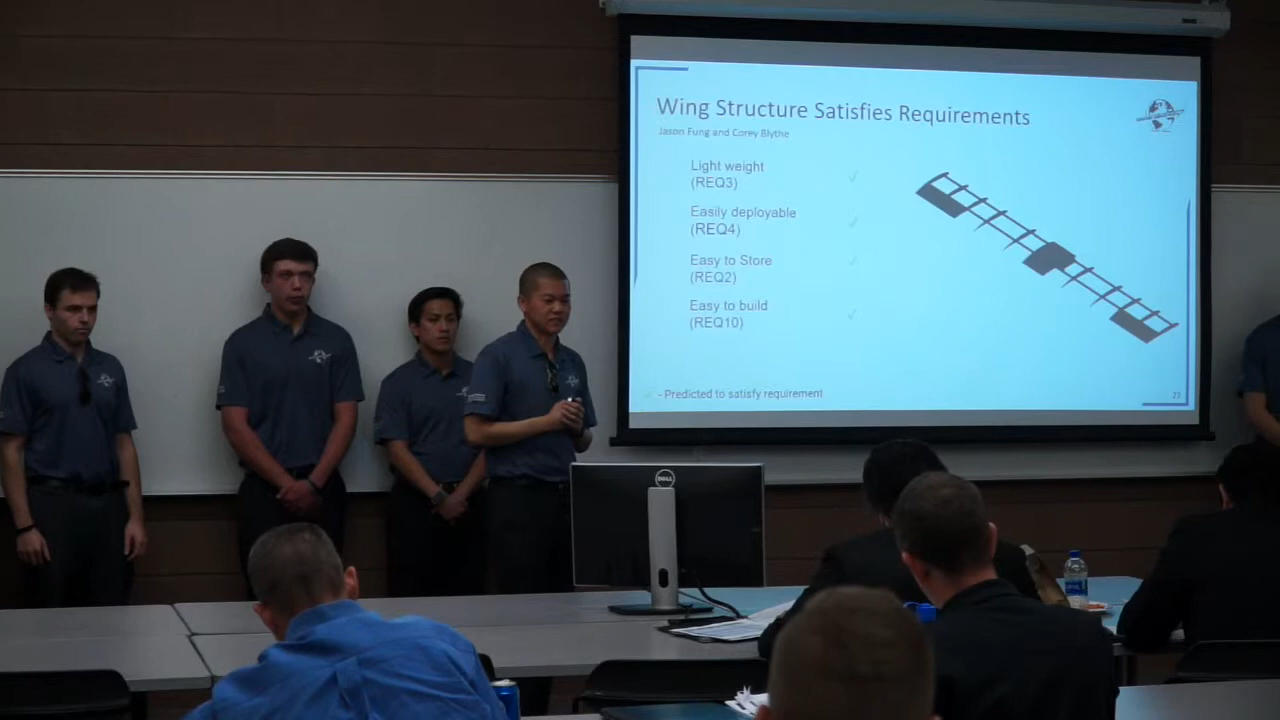 Wing Structure Satisfies Requirements
Jason Fung and Corey Blythe
Light weight
(REQ3)
Easily deployable
(REQ4)
Easy to Store
(REQ2)
Easy to build
(REQ10)
- Predicted to satisfy requirement
DELL